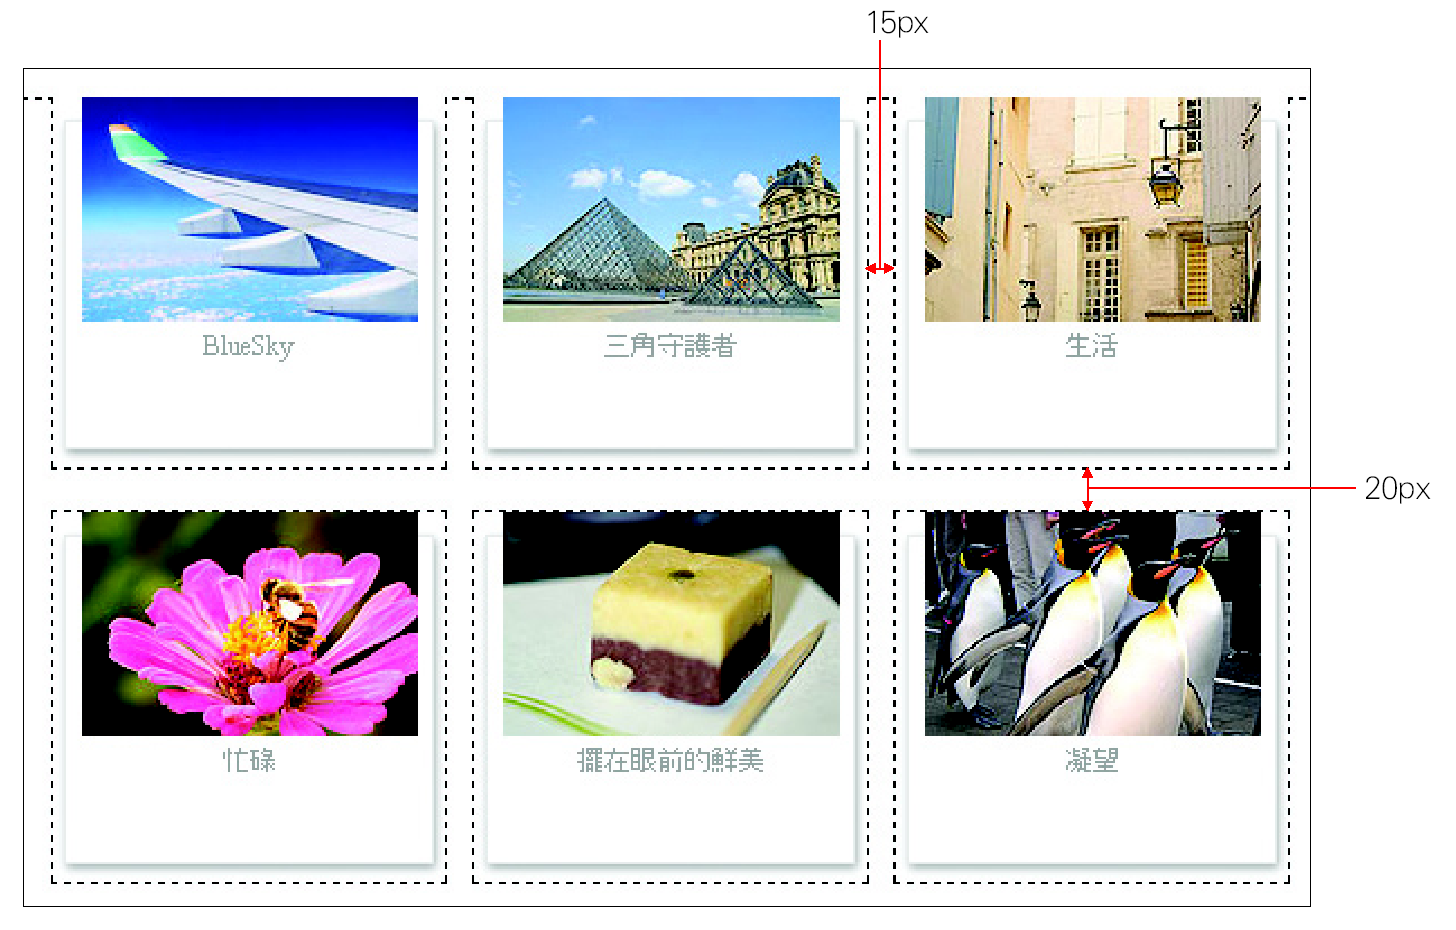 15px
BlueSky
三角守護者
生活
20px
忙碌
擺在眼前的鮮美
凝望